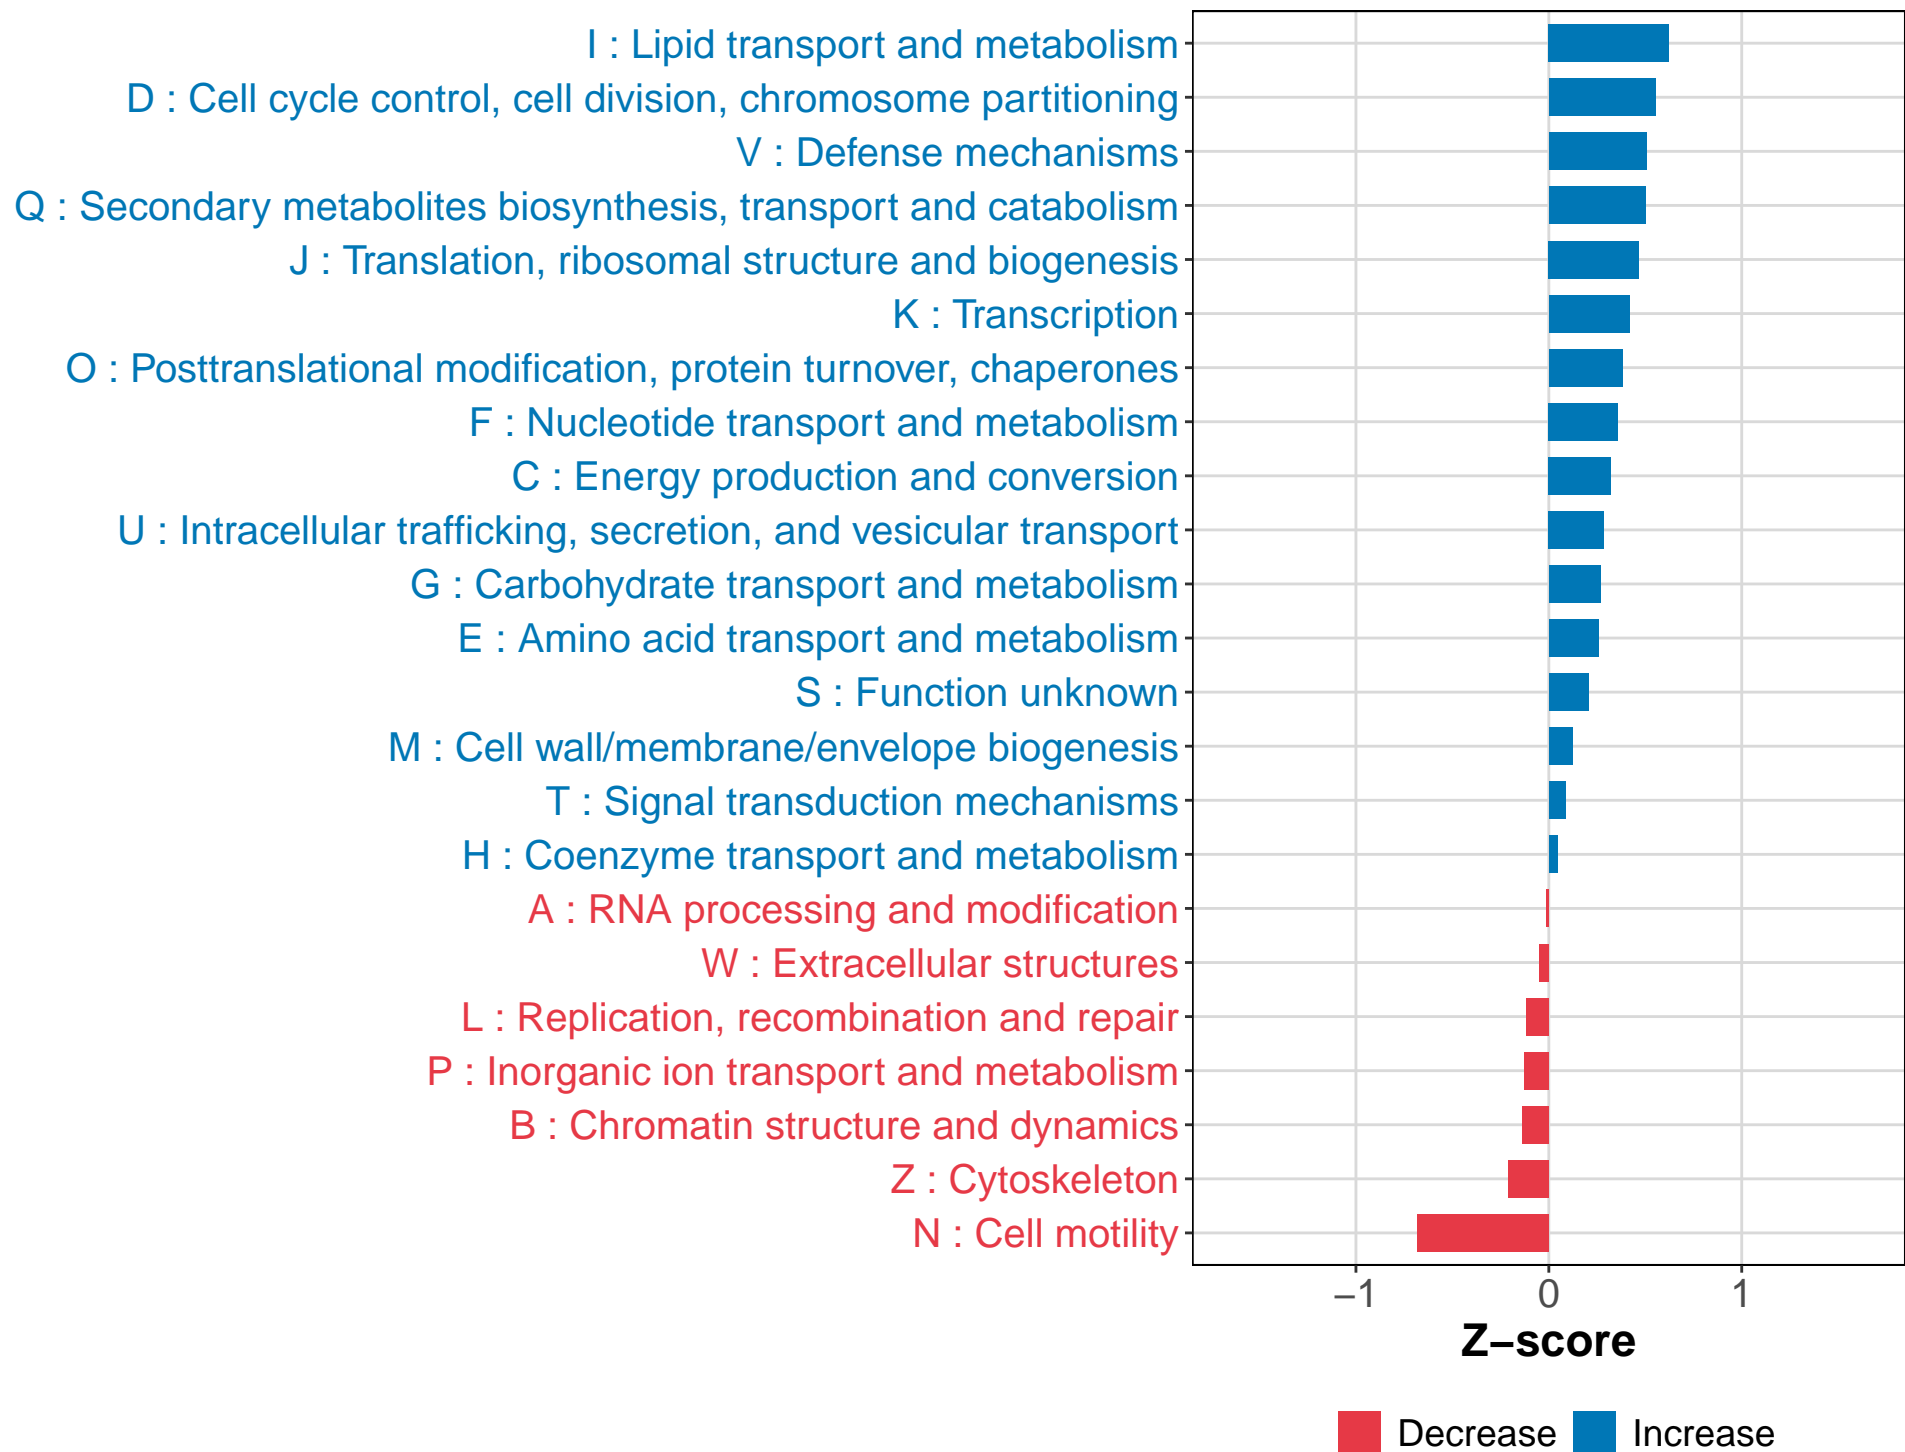 I : Lipid transport and metabolism
D : Cell cycle control, cell division, chromosome partitioning
V : Defense mechanisms
Q : Secondary metabolites biosynthesis, transport and catabolism
J : Translation, ribosomal structure and biogenesis
K : Transcription
O : Posttranslational modification, protein turnover, chaperones
F : Nucleotide transport and metabolism
C : Energy production and conversion
U : Intracellular trafficking, secretion, and vesicular transport
G : Carbohydrate transport and metabolism
E : Amino acid transport and metabolism
S : Function unknown
M : Cell wall/membrane/envelope biogenesis
T : Signal transduction mechanisms
H : Coenzyme transport and metabolism
A : RNA processing and modification
W : Extracellular structures
L : Replication, recombination and repair
P : Inorganic ion transport and metabolism
B : Chromatin structure and dynamics
Z : Cytoskeleton
N : Cell motility
−1 0 1
Z−score
Decrease Increase